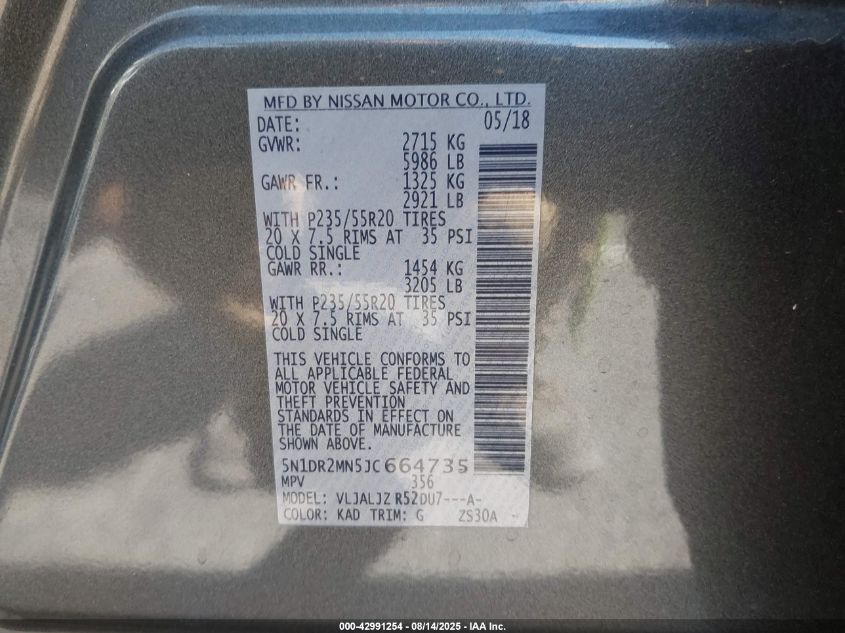 MFD BY NISSAN MOTOR CO., LTD.
DATE: 05/18
GVWR: 2715 KG
5986 LB
GAWR FR.: 1325 KG
2921 LB
WITH P235/55R20 TIRES
20 X 7.5 RIMS AT 35 PSI
COLD SINGLE
GAWR RR.: 1454 KG
3205 LB
WITH P235/55R20 TIRES
20 X 7.5 RIMS AT 35 PSI
COLD SINGLE
THIS VEHICLE CONFORMS TO
ALL APPLICABLE FEDERAL
MOTOR VEHICLE SAFETY AND
THEFT PREVENTION
STANDARDS IN EFFECT ON
THE DATE OF MANUFACTURE
SHOWN ABOVE.
5N1DR2MN5JC664735
MPV 356
MODEL: VLJALJZ R52DU7---A-
COLOR: KAD TRIM: G ZS30A -
000-42991254 - 08/14/2025 - IAA Inc.